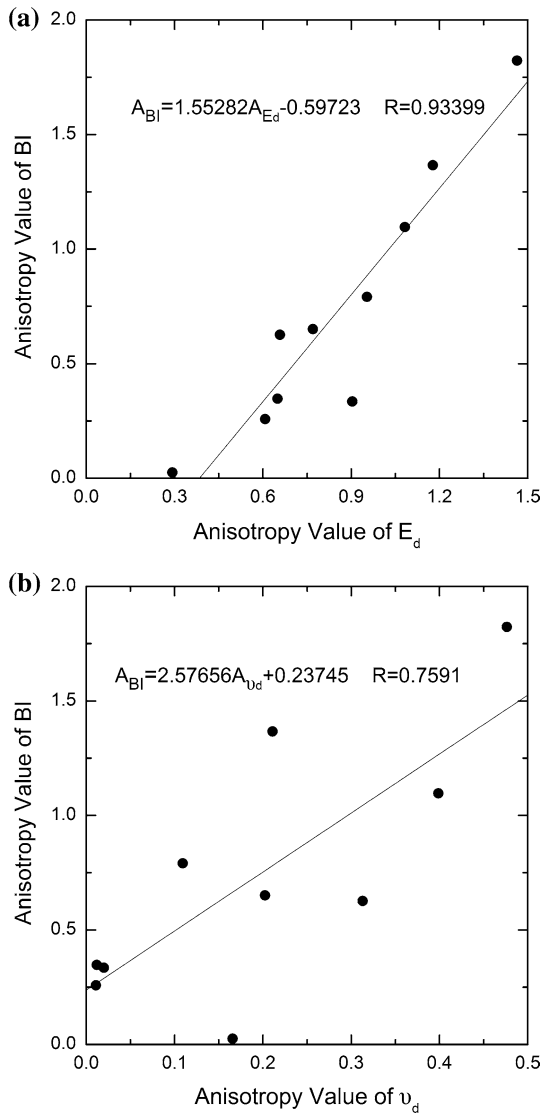 (a)
2.0
A_BI=1.55282A_Ed-0.59723 R=0.93399
1.5
1.0
0.5
0.0
Anisotropy Value of BI
0.0 0.3 0.6 0.9 1.2 1.5
Anisotropy Value of E_d
(b)
2.0
A_BI=2.57656A_υd+0.23745 R=0.7591
1.5
1.0
0.5
0.0
Anisotropy Value of BI
0.0 0.1 0.2 0.3 0.4 0.5
Anisotropy Value of υ_d